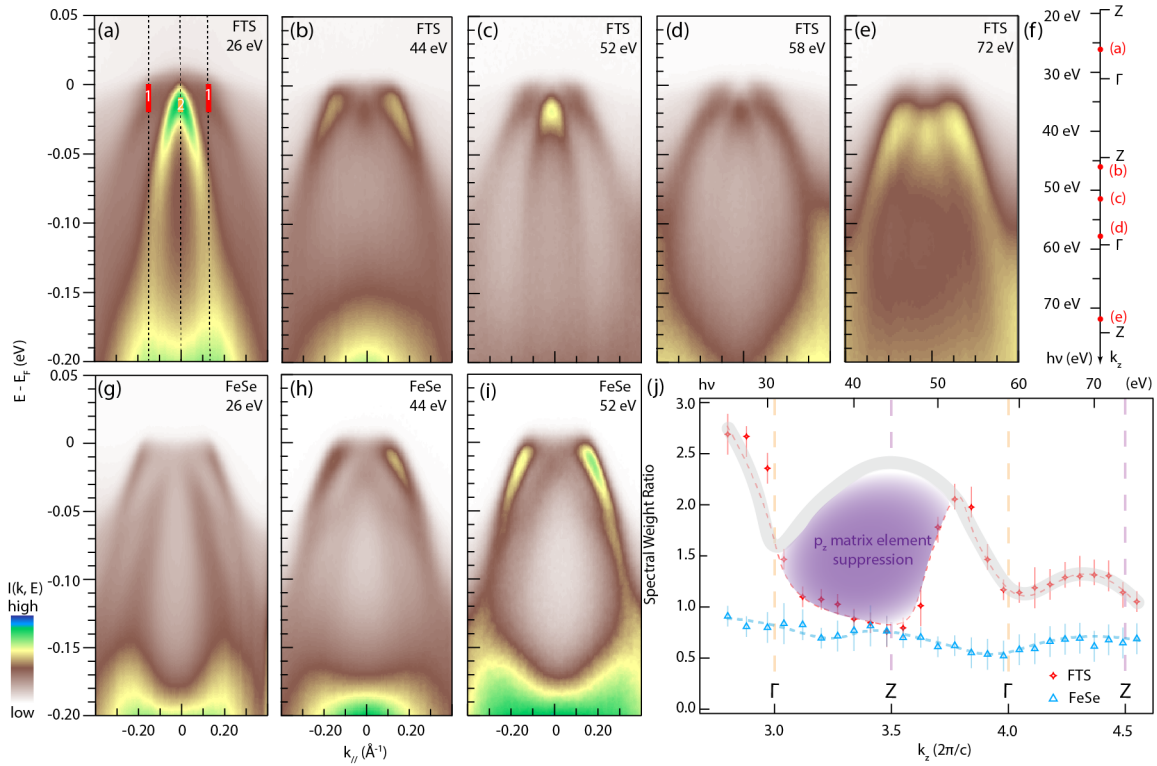 0.05
0
-0.05
-0.10
-0.15
-0.20
E - E_F (eV)
(a)
FTS
26 eV
1
2
1
(b)
FTS
44 eV
(c)
FTS
52 eV
(d)
FTS
58 eV
(e)
FTS
72 eV
(f)
20 eV
30 eV
40 eV
50 eV
60 eV
70 eV
hν (eV)
Z
(a)
Γ
Z
(b)
(c)
(d)
Γ
(e)
Z
k_z
0.05
0
-0.05
-0.10
-0.15
-0.20
(g)
FeSe
26 eV
(h)
FeSe
44 eV
(i)
FeSe
52 eV
I(k, E)
high
low
-0.20 0 0.20
-0.20 0 0.20
-0.20 0 0.20
k_// (Å⁻¹)
(j)
hν 30 40 50 60 70 (eV)
Spectral Weight Ratio
3.0
2.5
2.0
1.5
1.0
0.5
0.0
p_z matrix element
suppression
FTS
FeSe
Γ Z Γ Z
3.0 3.5 4.0 4.5
k_z (2π/c)